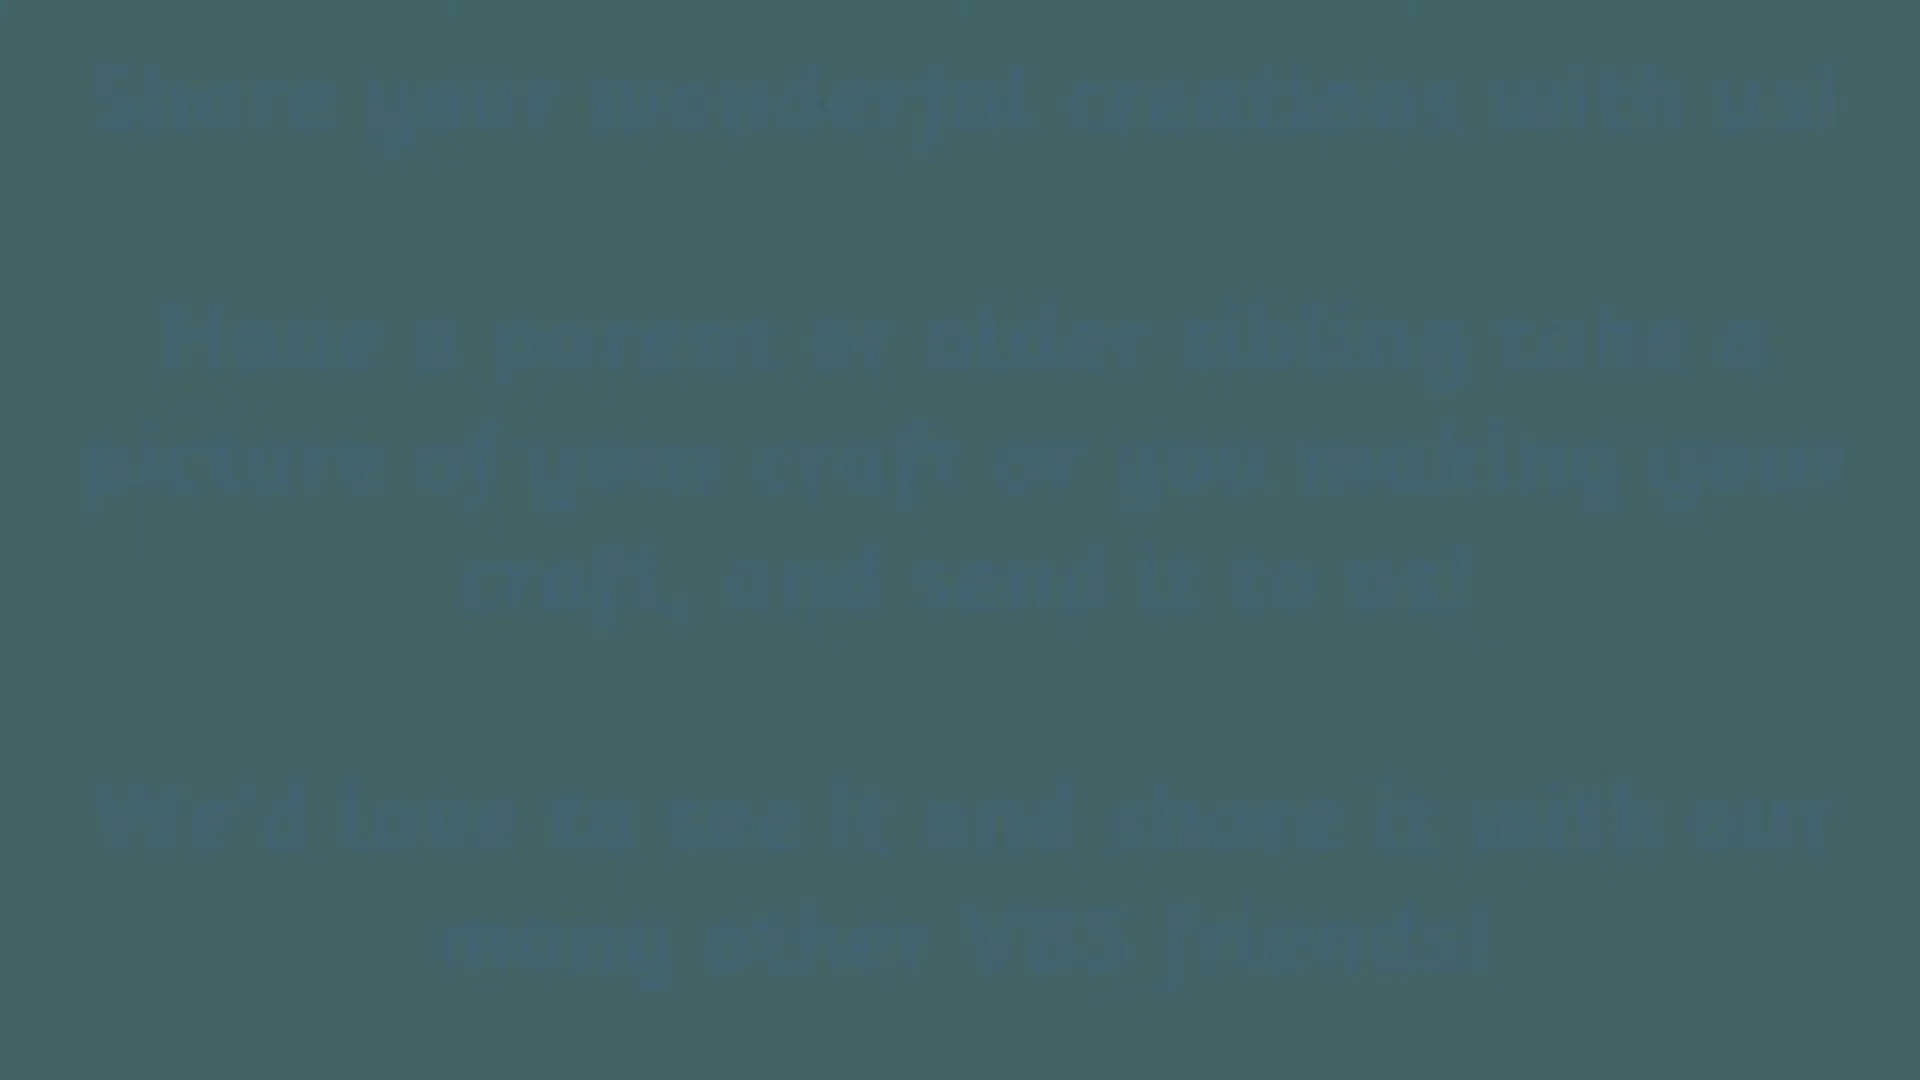 Share your wonderful creations with us!
Have a parent or older sibling take a
picture of your craft or you making your
craft, and send it to us!
We'd love to see it and share it with our
many other VBS friends!